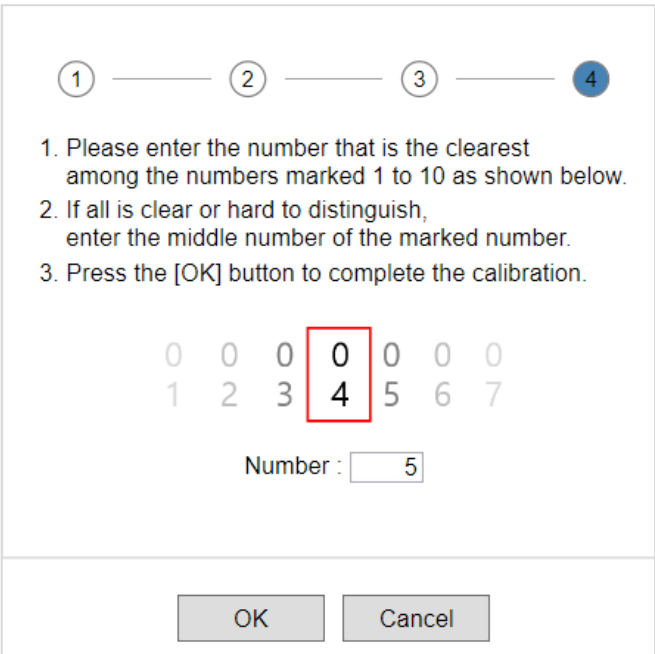 1 2 3 4
1. Please enter the number that is the clearest
among the numbers marked 1 to 10 as shown below.
2. If all is clear or hard to distinguish,
enter the middle number of the marked number.
3. Press the [OK] button to complete the calibration.
0 0 0 0 0 0 0
1 2 3 4 5 6 7
Number : 5
OK Cancel